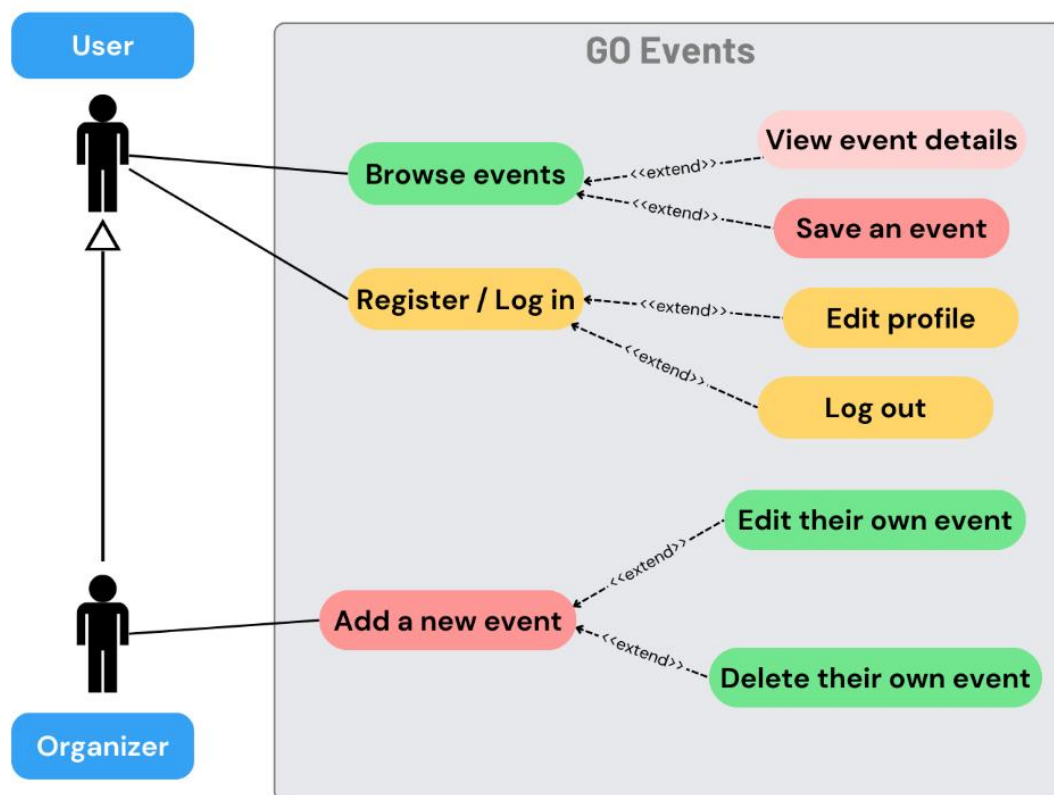 User
GO Events
View event details
<<extend>>
Browse events
<<extend>>
Save an event
Register / Log in
<<extend>>
Edit profile
<<extend>>
Log out
Edit their own event
<<extend>>
Add a new event
<<extend>>
Delete their own event
Organizer